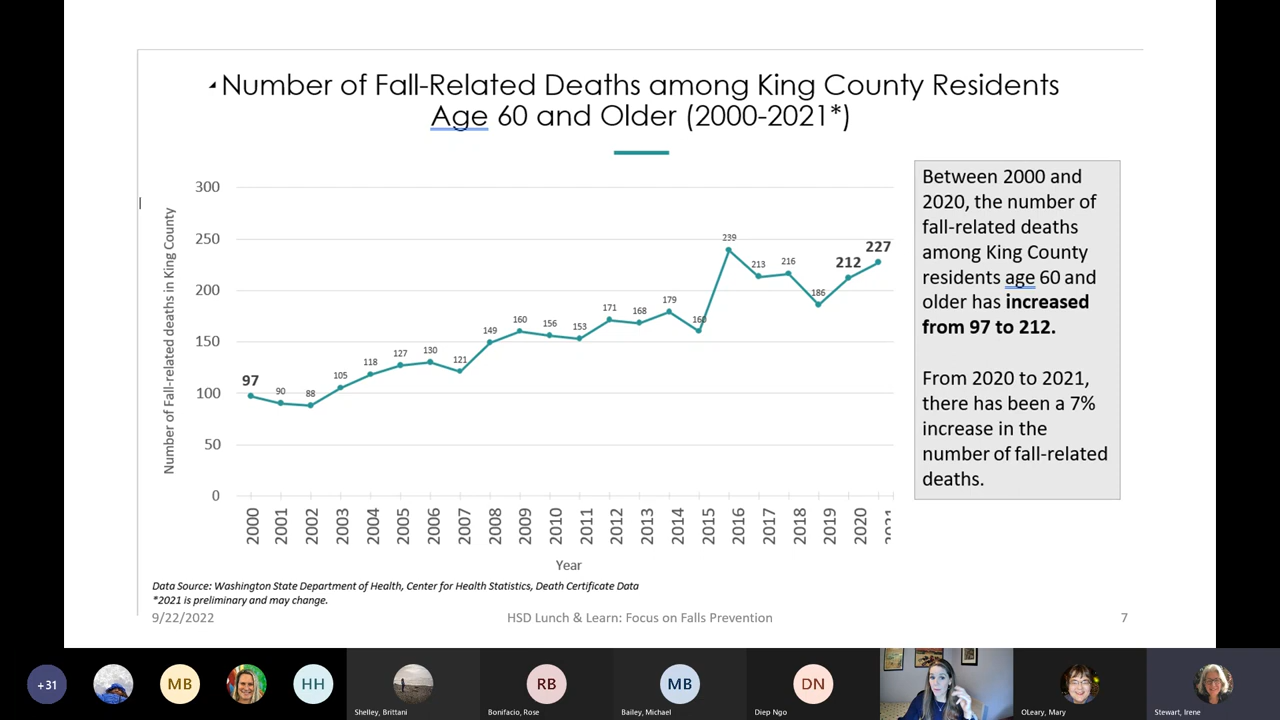 Number of Fall-Related Deaths among King County Residents
Age 60 and Older (2000-2021*)
Number of Fall-related deaths in King County
300
250
200
150
100
50
0
97
90
88
105
118
127
130
121
149
160
156
153
171
168
179
160
239
213
216
186
212
227
2000
2001
2002
2003
2004
2005
2006
2007
2008
2009
2010
2011
2012
2013
2014
2015
2016
2017
2018
2019
2020
2021
Year
Between 2000 and
2020, the number of
fall-related deaths
among King County
residents age 60 and
older has increased
from 97 to 212.
From 2020 to 2021,
there has been a 7%
increase in the
number of fall-related
deaths.
Data Source: Washington State Department of Health, Center for Health Statistics, Death Certificate Data
*2021 is preliminary and may change.
9/22/2022
HSD Lunch & Learn: Focus on Falls Prevention
7
+31
MB
HH
Shelley, Brittani
RB
Bonifacio, Rose
MB
Bailey, Michael
DN
Diep Ngo
OLeary, Mary
Stewart, Irene